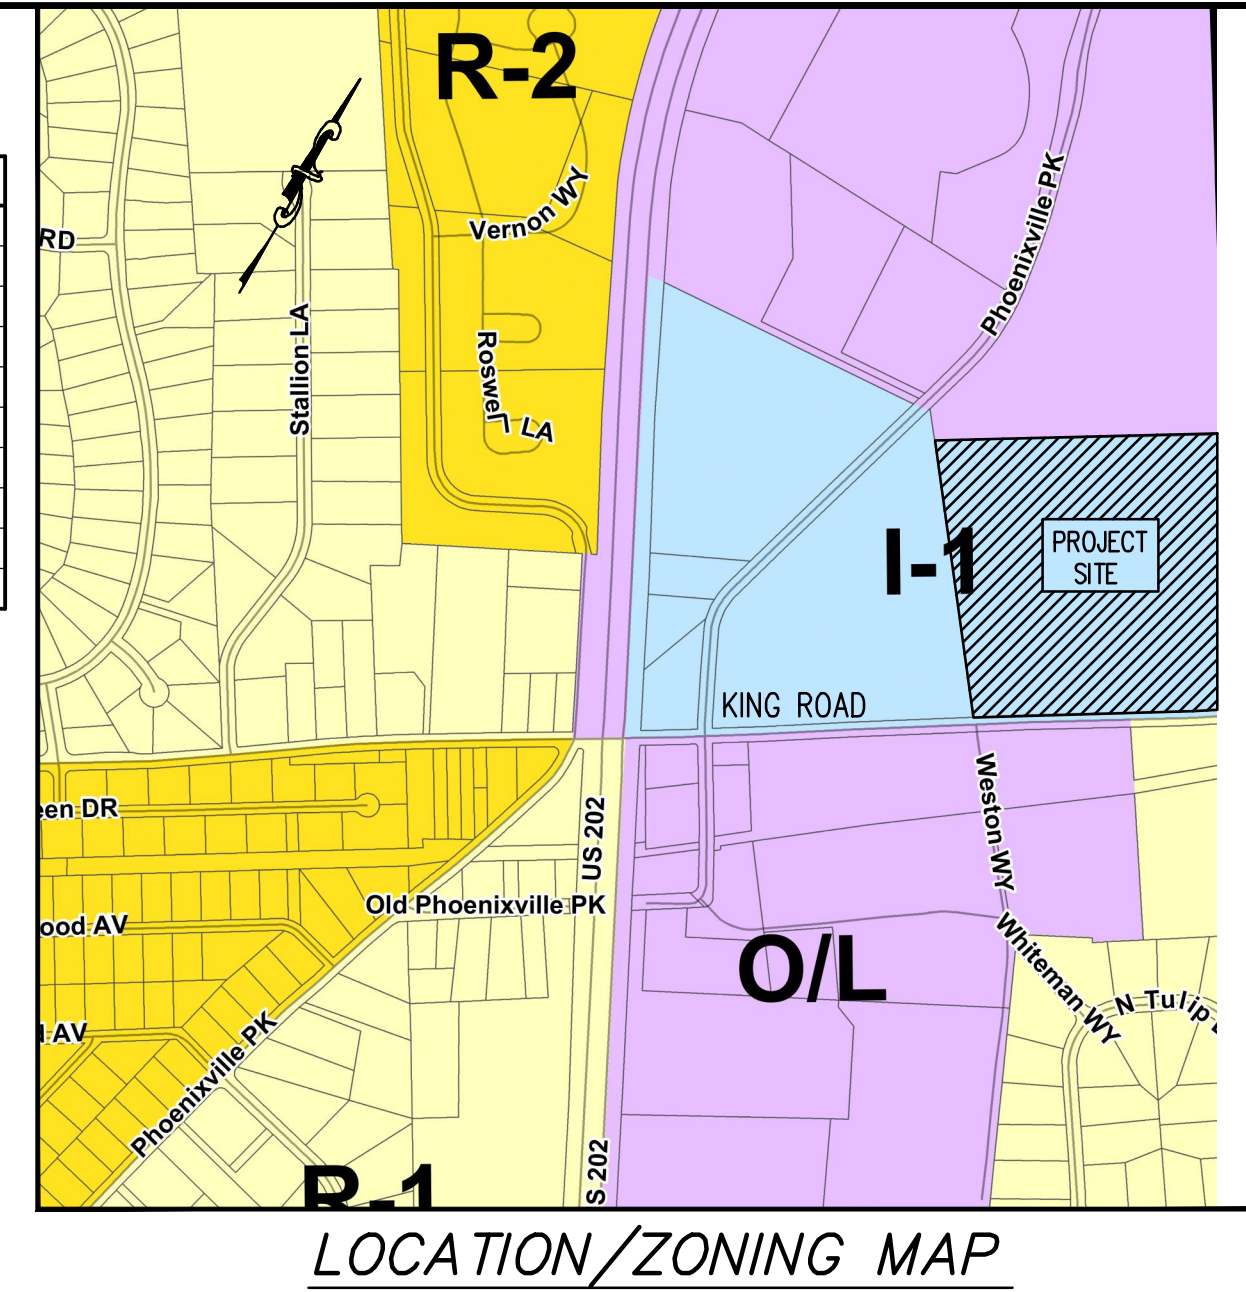 R-2
Vernon WY
RD
Phoenixville PK
Stallion LA
Roswell LA
I-1
PROJECT
SITE
KING ROAD
een DR
US 202
Weston WY
Old Phoenixville PK
ood AV
O/L
Whiteman WY
N Tulip
AV
Phoenixville PK
S 202
R-1
LOCATION/ZONING MAP